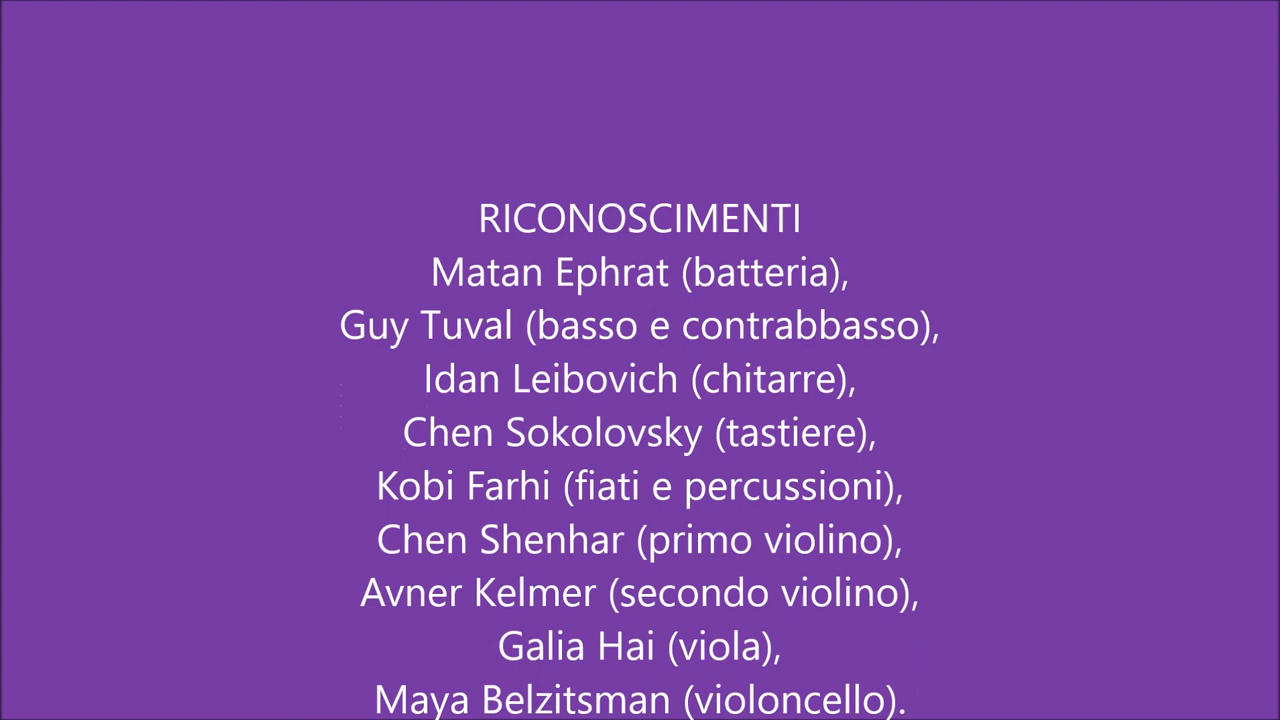 RICONOSCIMENTI
Matan Ephrat (batteria),
Guy Tuval (basso e contrabbasso),
Idan Leibovich (chitarre),
Chen Sokolovsky (tastiere),
Kobi Farhi (fiati e percussioni),
Chen Shenhar (primo violino),
Avner Kelmer (secondo violino),
Galia Hai (viola),
Maya Belzitsman (violoncello).